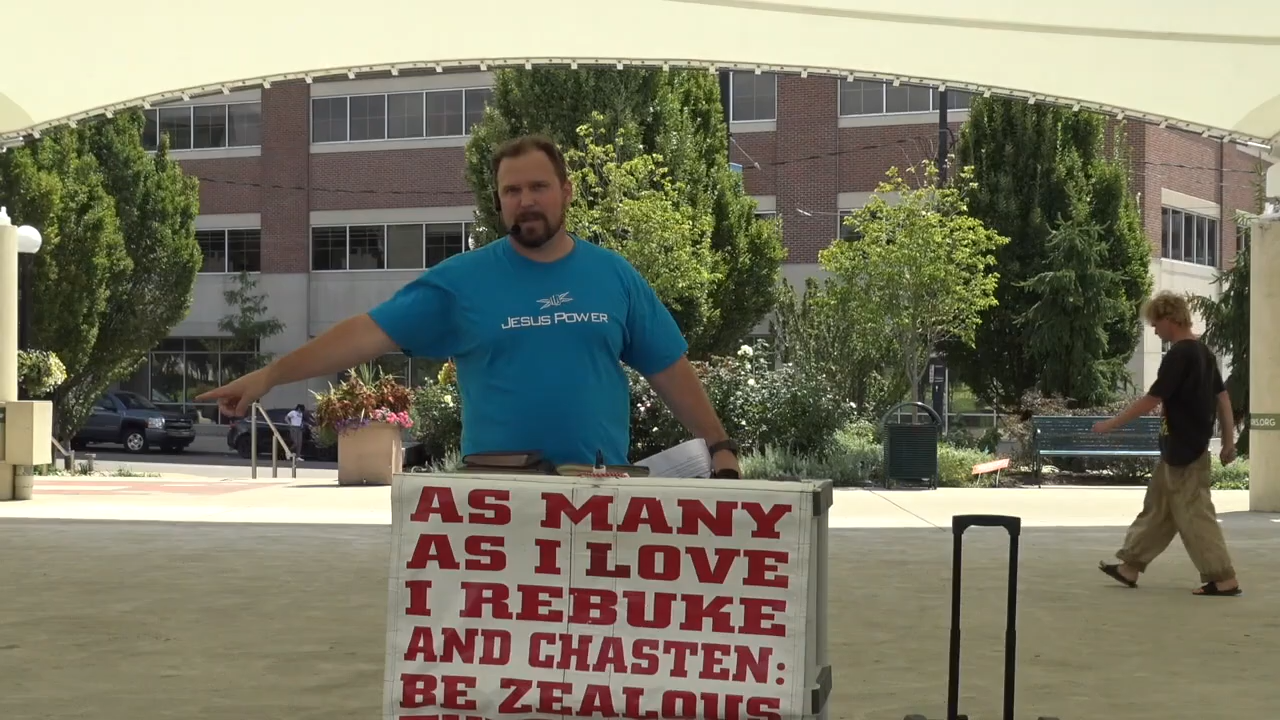 JESUS POWER
AS MANY
AS I LOVE
I REBUKE
AND CHASTEN:
BE ZEALOUS